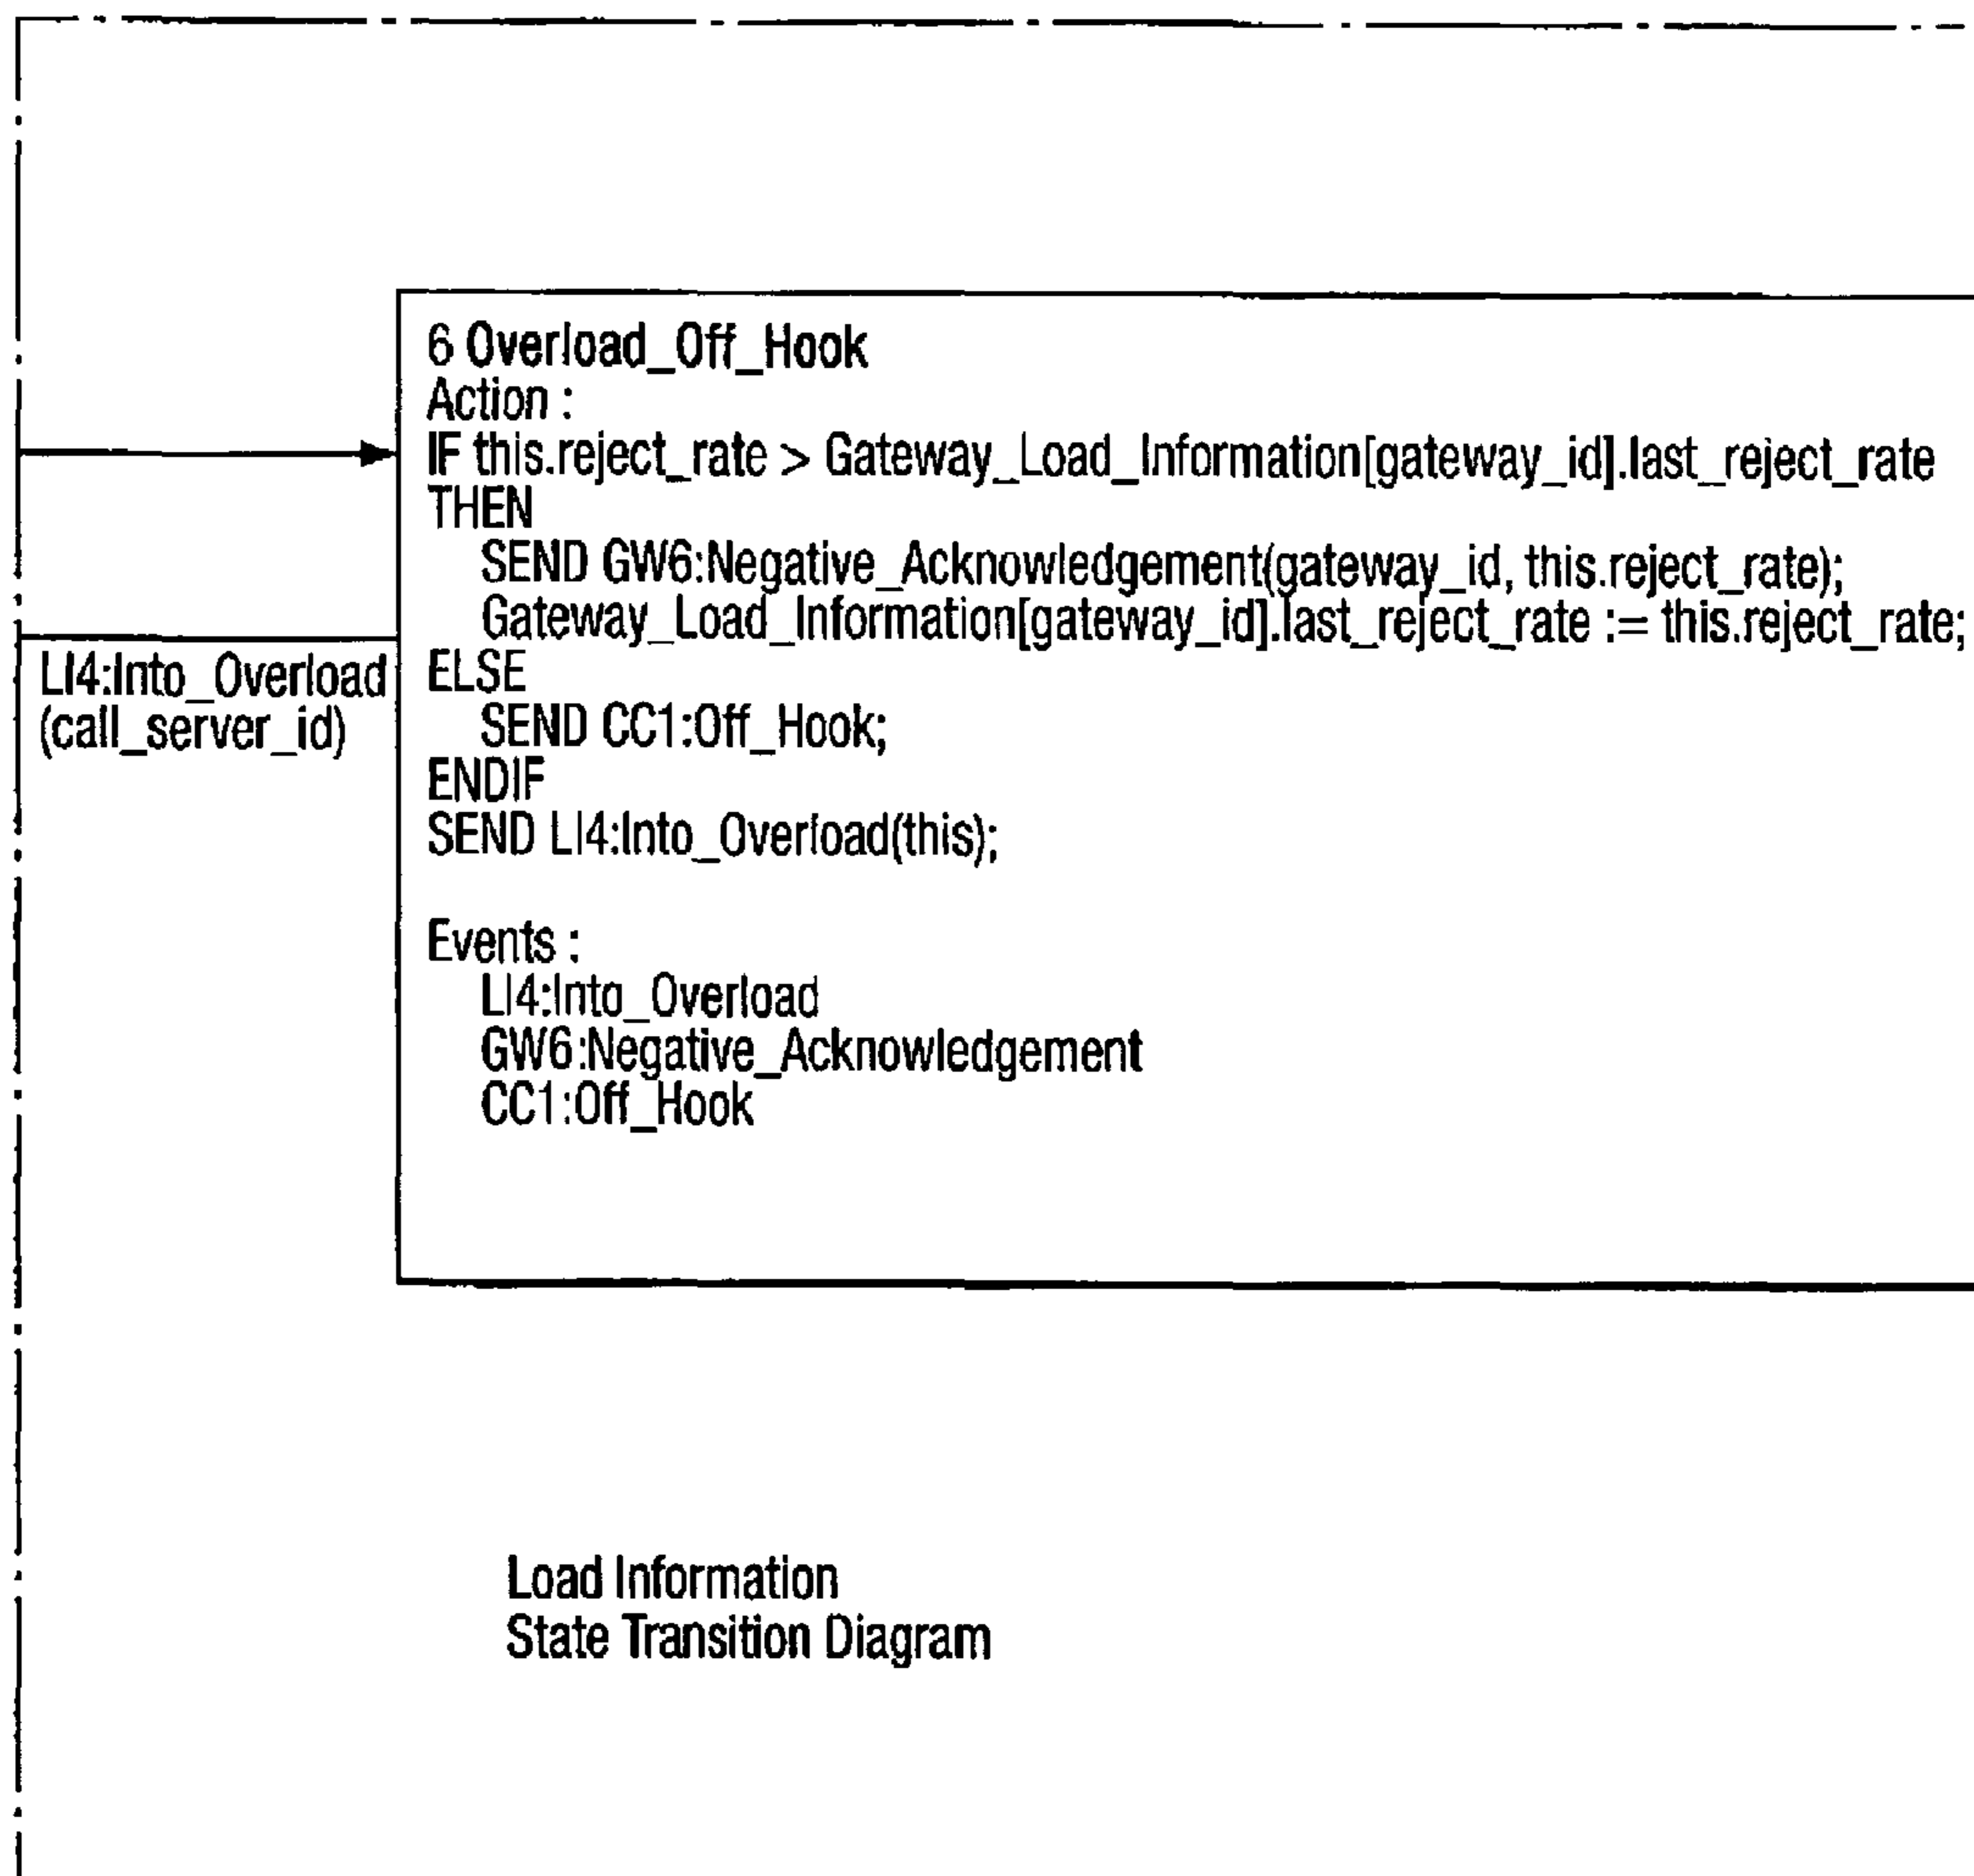 6 Overload_Off_Hook
Action :
IF this.reject_rate > Gateway_Load_Information[gateway_id].last_reject_rate
THEN
SEND GW6:Negative_Acknowledgement(gateway_id, this.reject_rate);
Gateway_Load_Information[gateway_id].last_reject_rate := this.reject_rate;
ELSE
SEND CC1:Off_Hook;
ENDIF
SEND LI4:Into_Overload(this);
Events :
LI4:Into_Overload
GW6:Negative_Acknowledgement
CC1:Off_Hook
LI4:Into_Overload
(call_server_id)
Load Information
State Transition Diagram